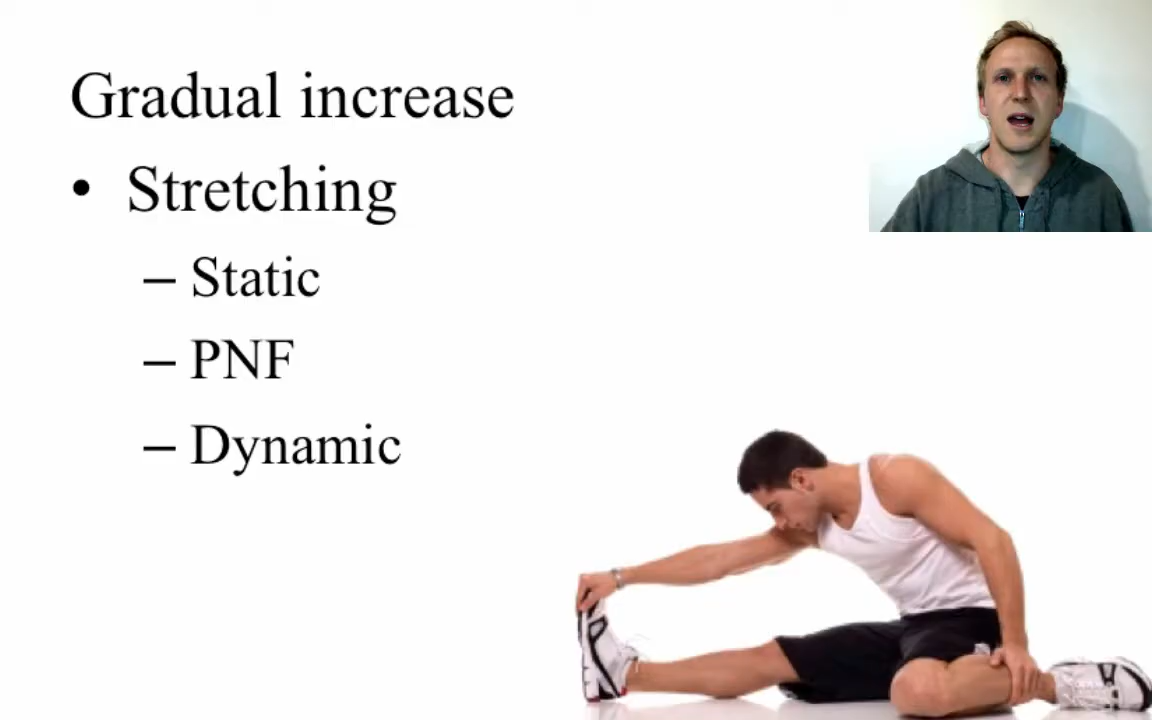 Gradual increase
• Stretching
– Static
– PNF
– Dynamic